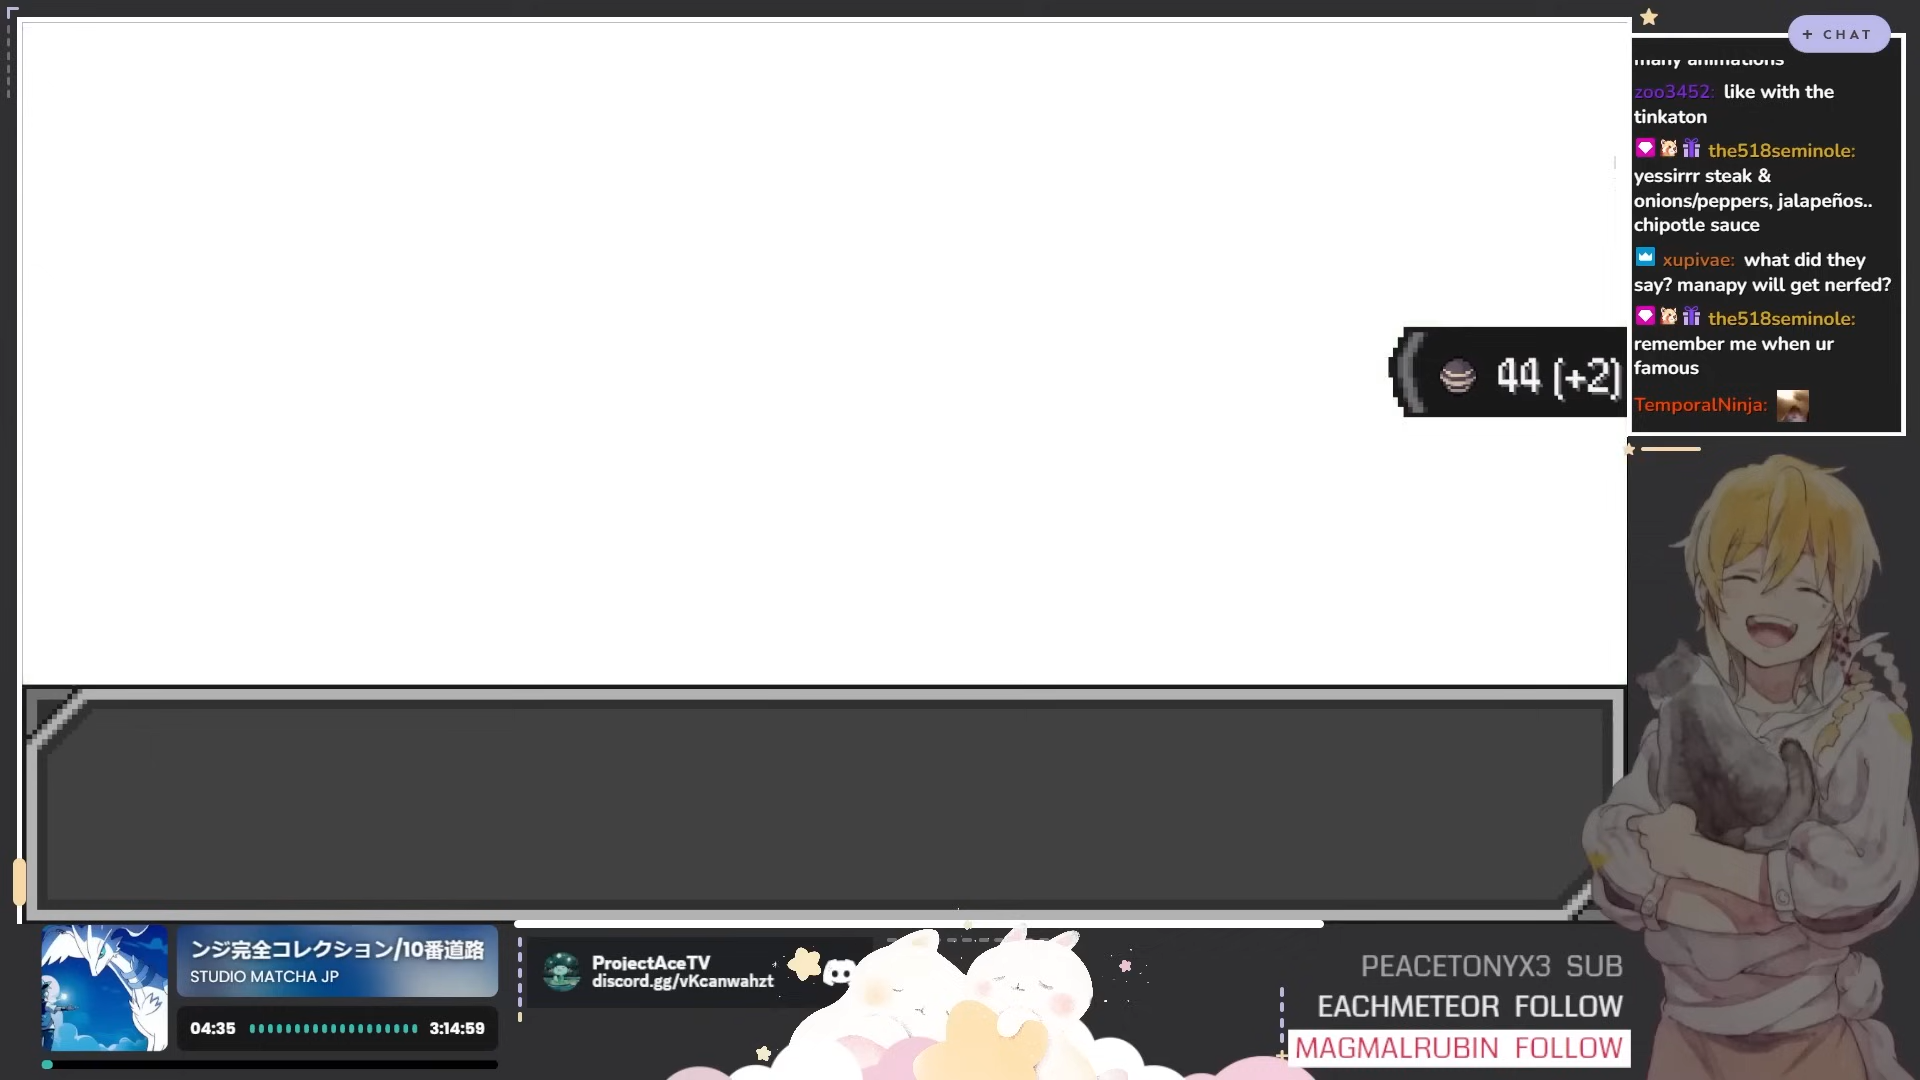 + CHAT
many animations
zoo3452: like with the
tinkaton
the518seminole:
yessirrr steak &
onions/peppers, jalapeños..
chipotle sauce
xupivae: what did they
say? manapy will get nerfed?
the518seminole:
remember me when ur
famous
TemporalNinja:
44 (+2)
ンジ完全コレクション/10番道路
STUDIO MATCHA JP
04:35
3:14:59
ProjectAceTV
discord.gg/vKcanwahzt
PEACETONYX3 SUB
EACHMETEOR FOLLOW
MAGMALRUBIN FOLLOW